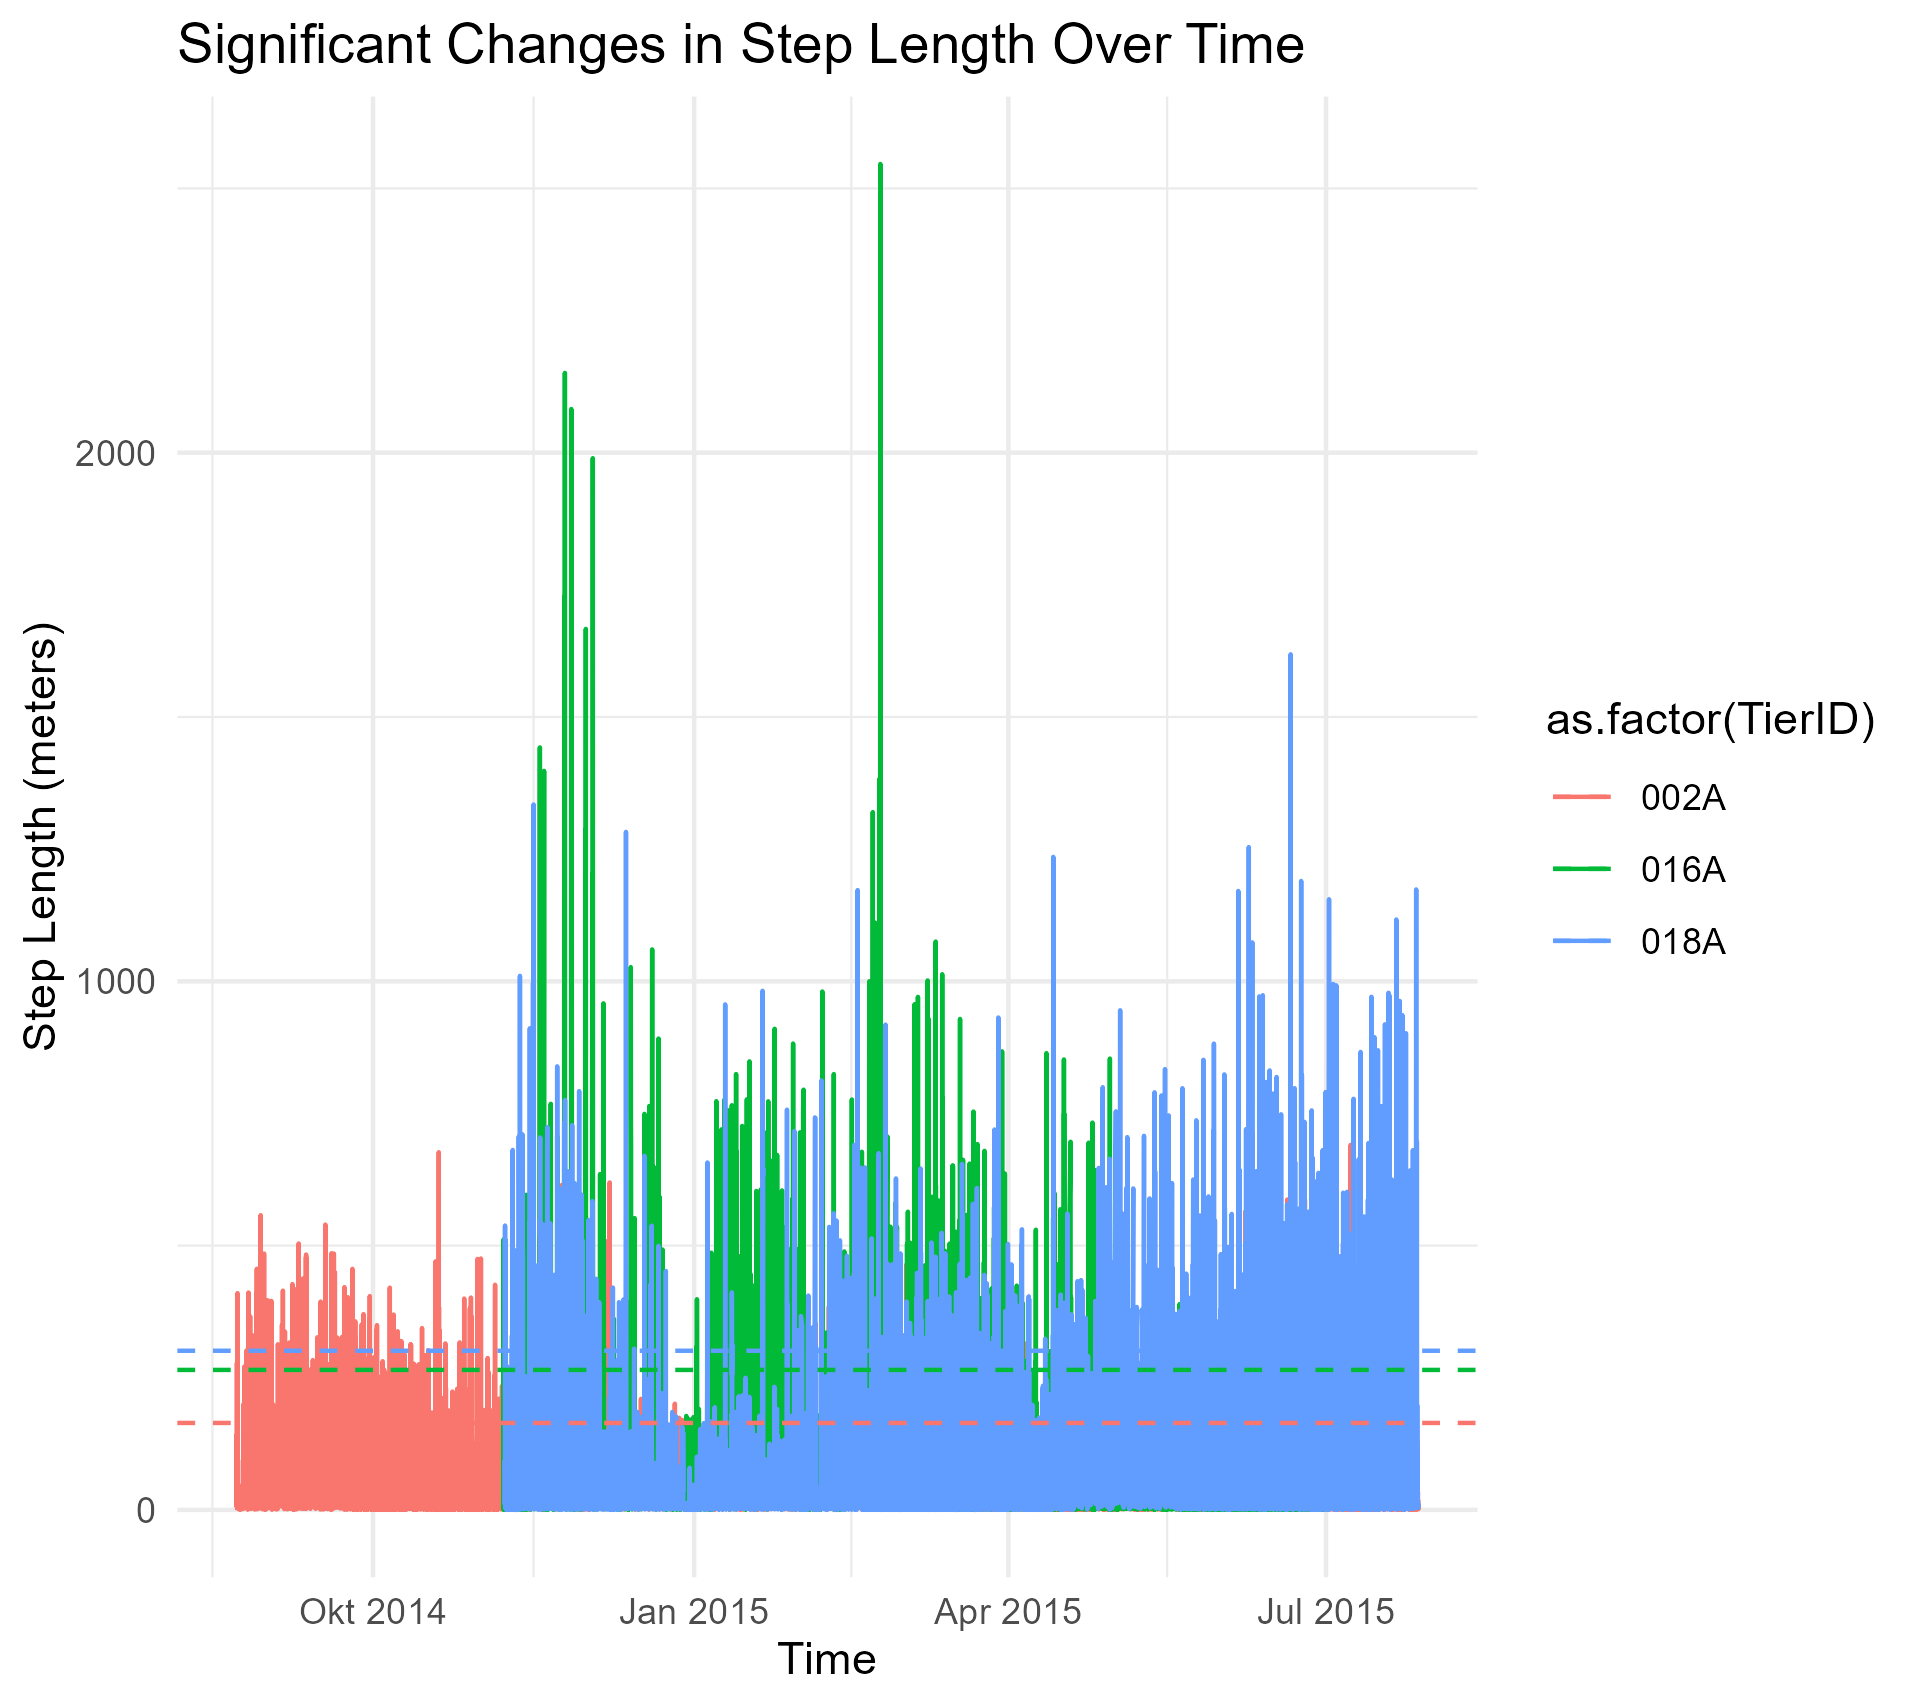 Significant Changes in Step Length Over Time
Step Length (meters)
2000
1000
0
Okt 2014
Jan 2015
Apr 2015
Jul 2015
Time
as.factor(TierID)
002A
016A
018A